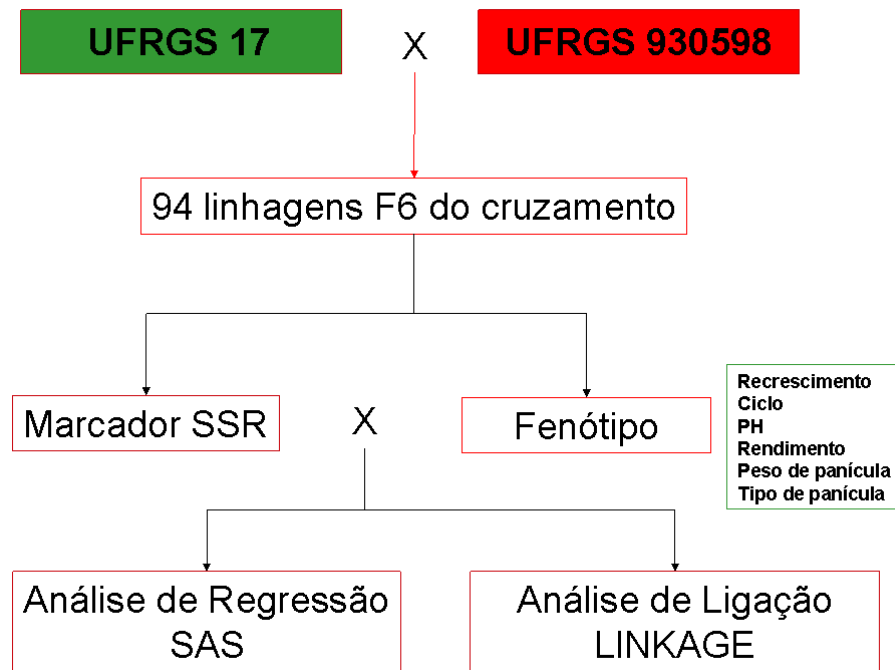 UFRGS 17
X
UFRGS 930598
94 linhagens F6 do cruzamento
Marcador SSR
X
Fenótipo
Recrescimento
Ciclo
PH
Rendimento
Peso de panícula
Tipo de panícula
Análise de Regressão
SAS
Análise de Ligação
LINKAGE